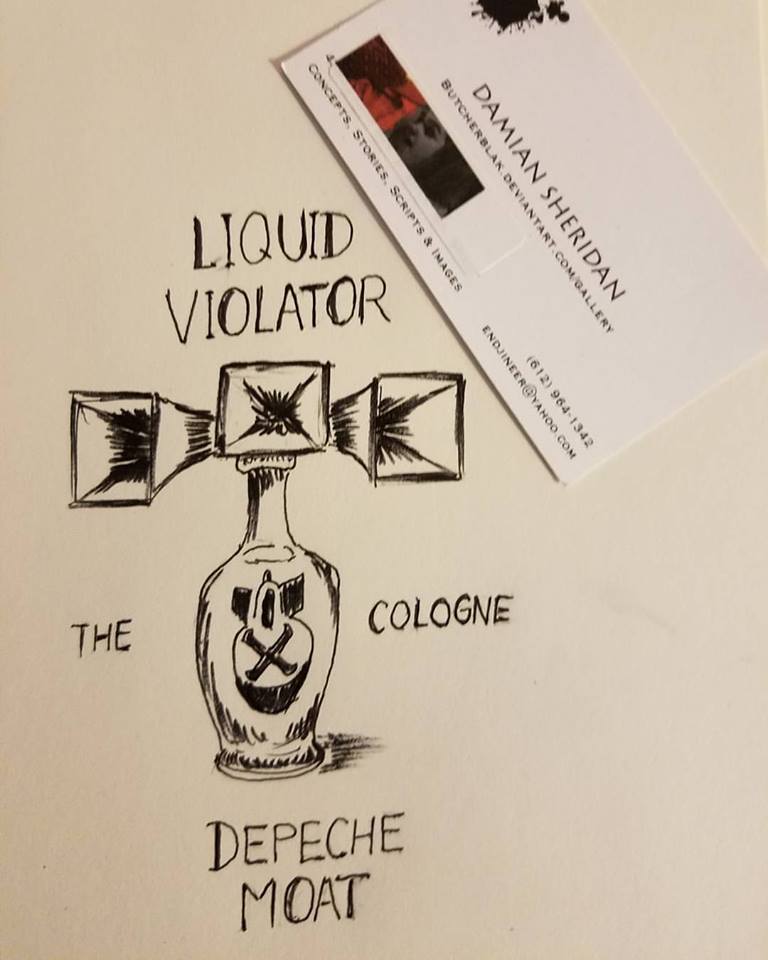 LIQUID
VIOLATOR
THE
COLOGNE
DEPECHE
MOAT
DAMIAN SHERIDAN
BUTCHERBLAK.DEVIANTART.COM/GALLERY
CONCEPTS, STORIES, SCRIPTS & IMAGES
(612) 964-1342
ENDJINEER@YAHOO.COM